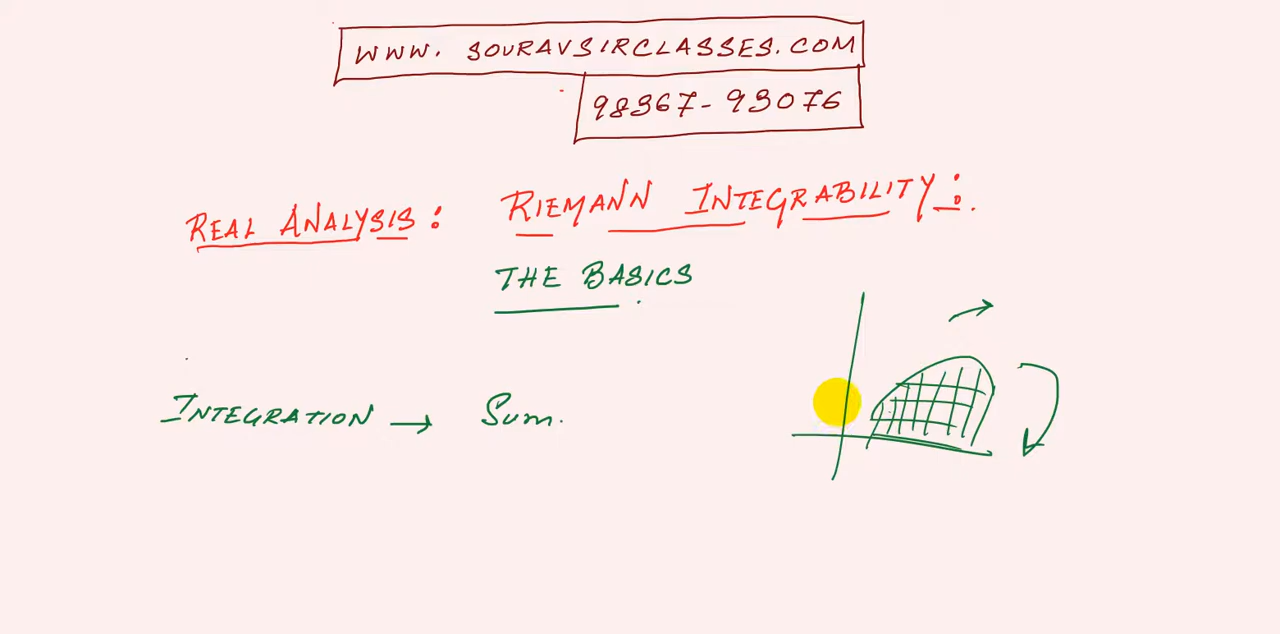 WWW. SOURAVSIRCLASSES.COM
98367-93076
REAL ANALYSIS: RIEMANN INTEGRABILITY:
THE BASICS
INTEGRATION → Sum.